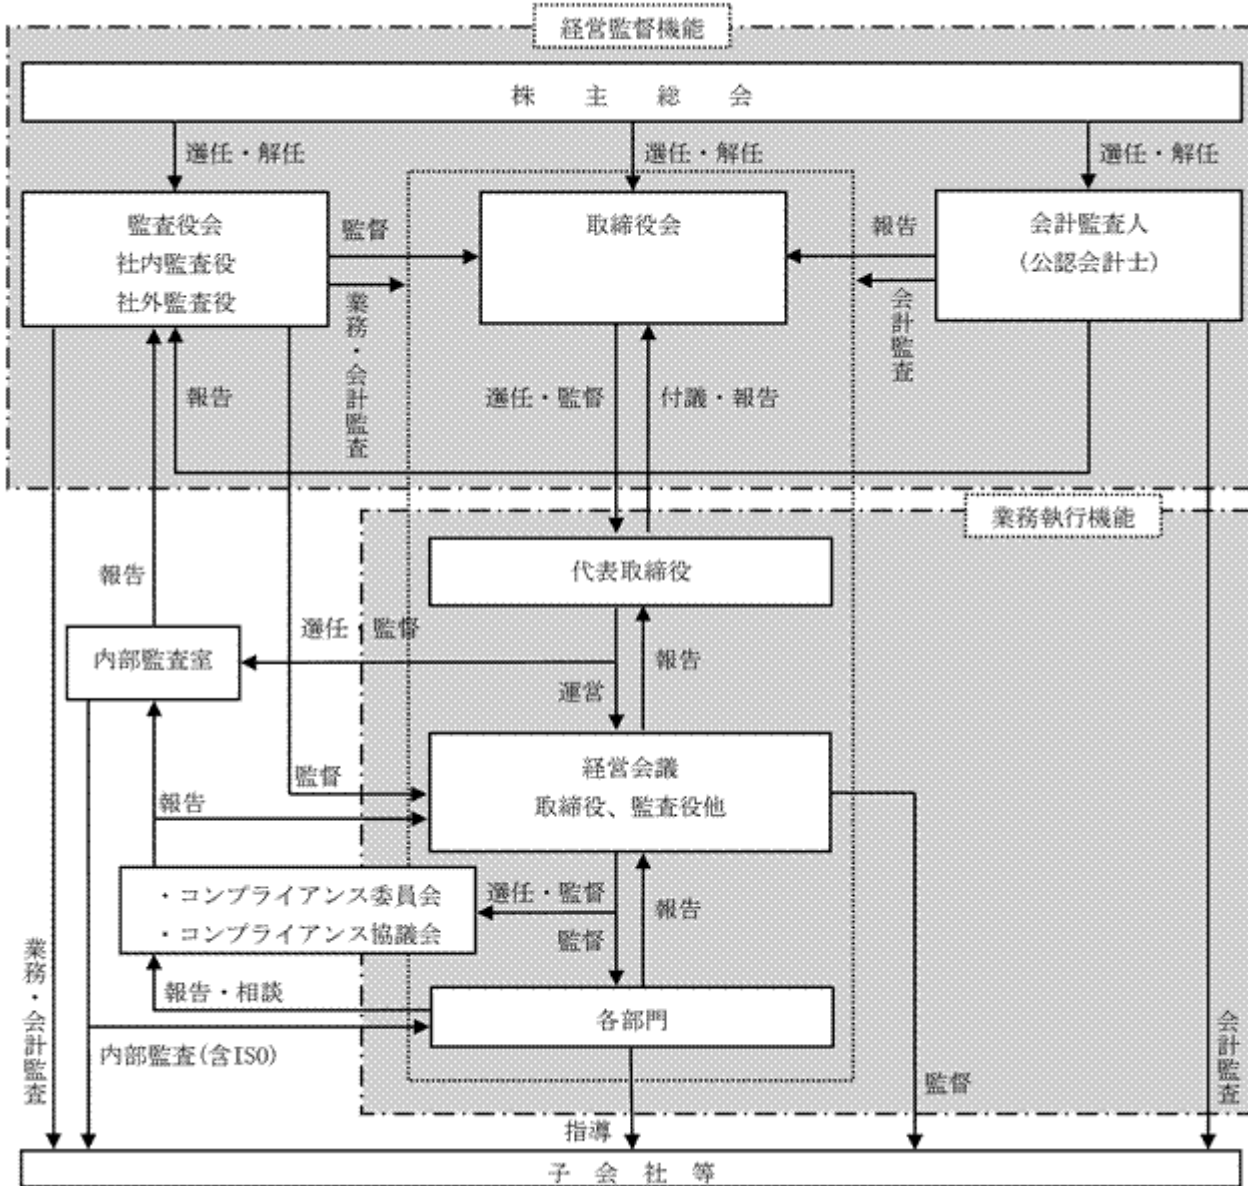 経営監督機能
株主総会
選任・解任
選任・解任
選任・解任
監査役会
社内監査役
社外監査役
監督
業務・会計監査
取締役会
報告
会計監査
会計監査人
(公認会計士)
報告
選任・監督
付議・報告
業務執行機能
代表取締役
報告
選任・監督
内部監査室
報告
運営
経営会議
取締役、監査役他
監督
報告
・コンプライアンス委員会
・コンプライアンス協議会
選任・監督
監督
報告
報告・相談
各部門
内部監査(含ISO)
業務・会計監査
会計監査
監督
指導
子会社等